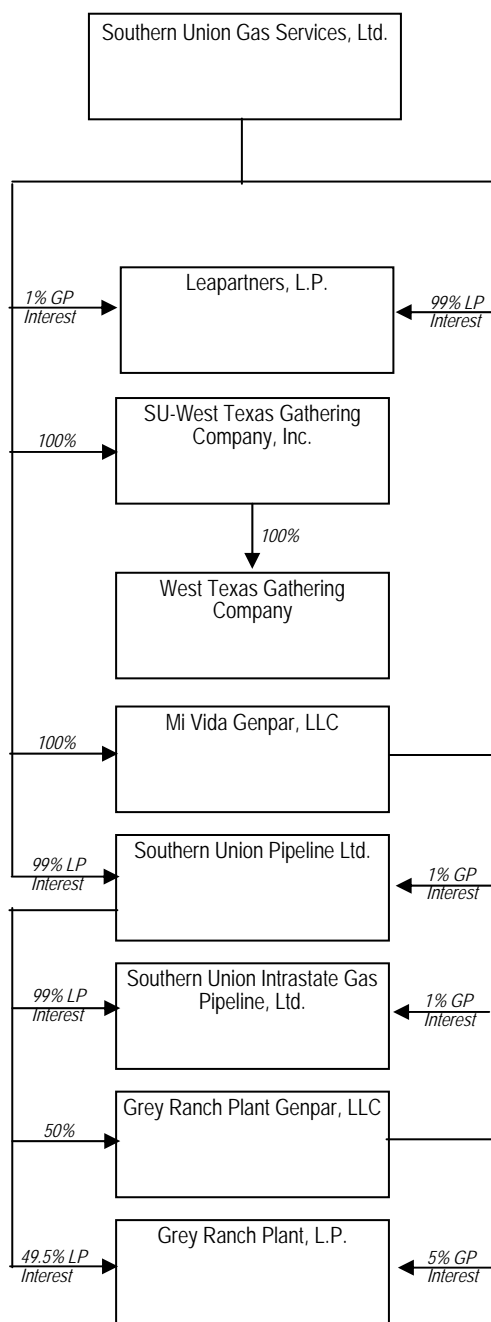 Southern Union Gas Services, Ltd.
Leapartners, L.P.
1% GP
Interest
99% LP
Interest
SU-West Texas Gathering
Company, Inc.
100%
100%
West Texas Gathering
Company
Mi Vida Genpar, LLC
100%
Southern Union Pipeline Ltd.
99% LP
Interest
1% GP
Interest
Southern Union Intrastate Gas
Pipeline, Ltd.
99% LP
Interest
1% GP
Interest
Grey Ranch Plant Genpar, LLC
50%
Grey Ranch Plant, L.P.
49.5% LP
Interest
5% GP
Interest